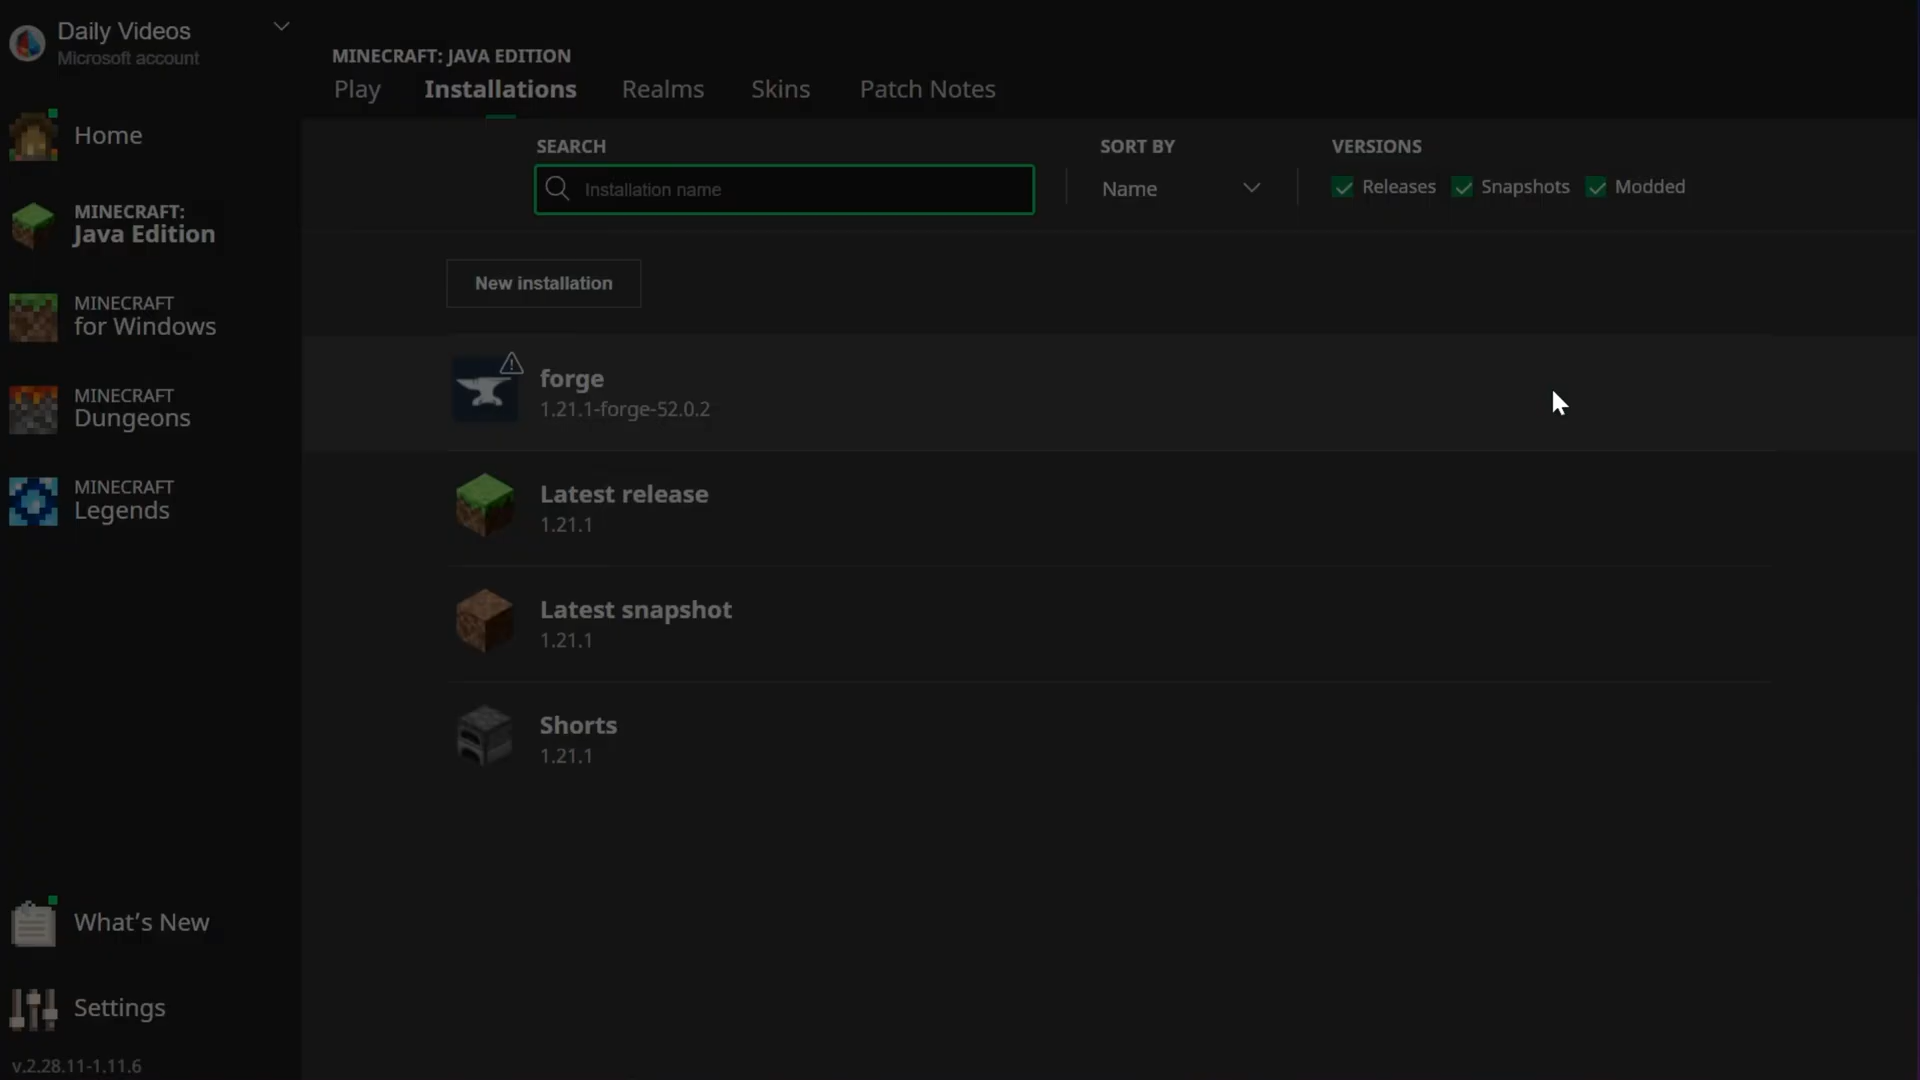 Daily Videos
Microsoft account
Home
MINECRAFT:
Java Edition
MINECRAFT
for Windows
MINECRAFT
Dungeons
MINECRAFT
Legends
What's New
Settings
v.2.28.11-1.11.6
MINECRAFT: JAVA EDITION
Play Installations Realms Skins Patch Notes
SEARCH SORT BY VERSIONS
Installation name Name Releases Snapshots Modded
New installation
forge
1.21.1-forge-52.0.2
Latest release
1.21.1
Latest snapshot
1.21.1
Shorts
1.21.1